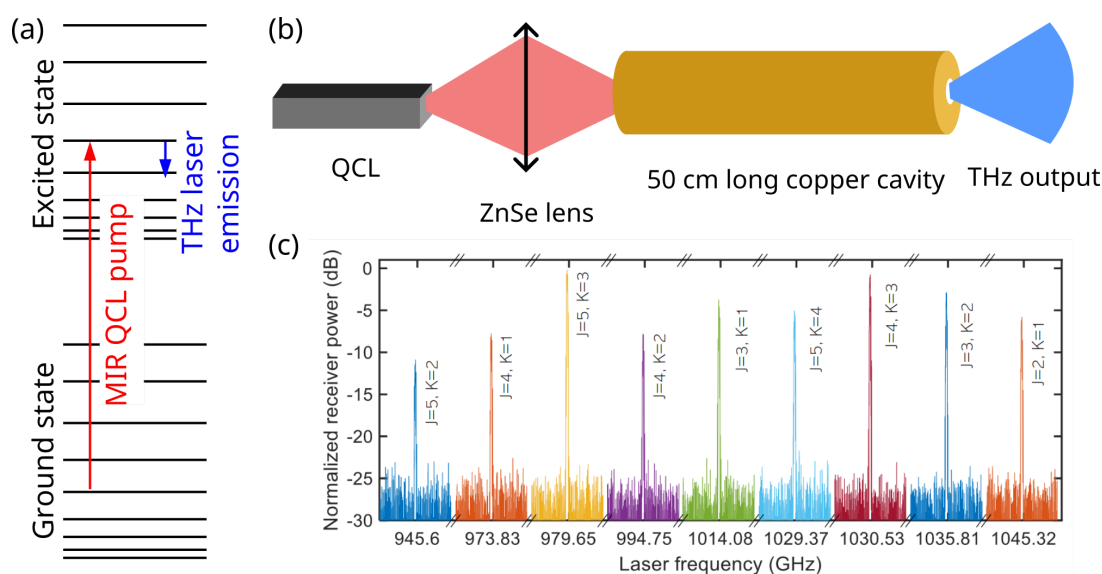 (a)
Excited state
Ground state
MIR QCL pump
THz laser
emission
(b)
QCL
ZnSe lens
50 cm long copper cavity
THz output
(c)
Normalized receiver power (dB)
0
-5
-10
-15
-20
-25
-30
J=5, K=2
J=4, K=1
J=5, K=3
J=4, K=2
J=3, K=1
J=5, K=4
J=4, K=3
J=3, K=2
J=2, K=1
945.6 973.83 979.65 994.75 1014.08 1029.37 1030.53 1035.81 1045.32
Laser frequency (GHz)